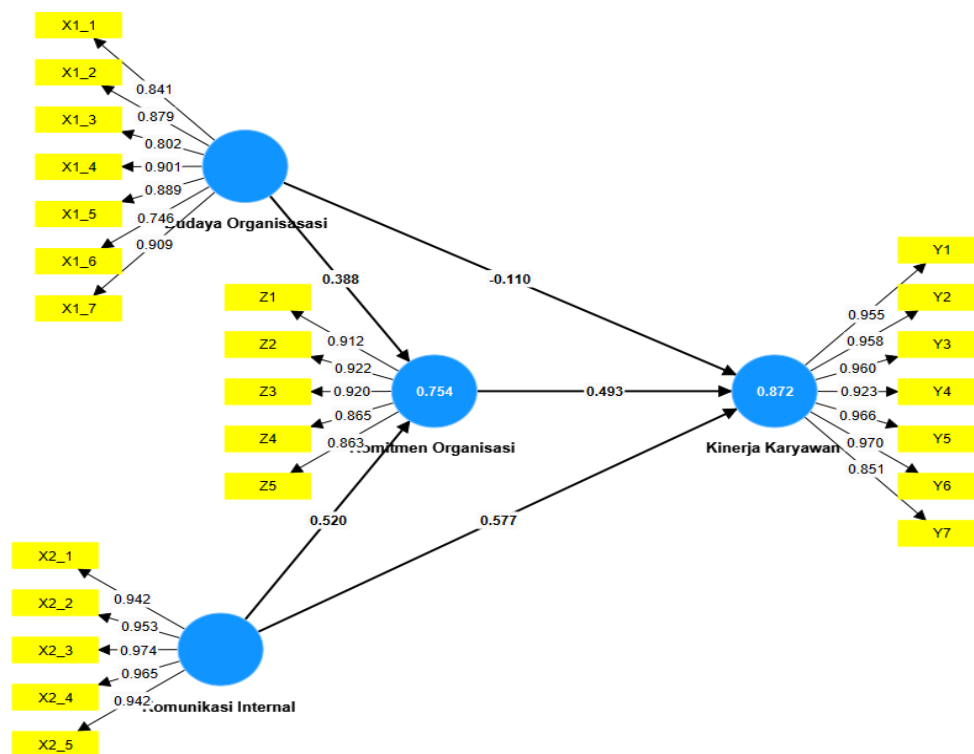 X1_1
X1_2
X1_3
X1_4
X1_5
X1_6
X1_7
0.841
0.879
0.802
0.901
0.889
0.746
0.909
Budaya Organisasasi
0.388
-0.110
Z1
Z2
Z3
Z4
Z5
0.912
0.922
0.920
0.865
0.863
0.754
Komitmen Organisasi
0.493
0.872
Kinerja Karyawan
0.955
0.958
0.960
0.923
0.966
0.970
0.851
Y1
Y2
Y3
Y4
Y5
Y6
Y7
0.520
0.577
X2_1
X2_2
X2_3
X2_4
X2_5
0.942
0.953
0.974
0.965
0.942
Komunikasi Internal